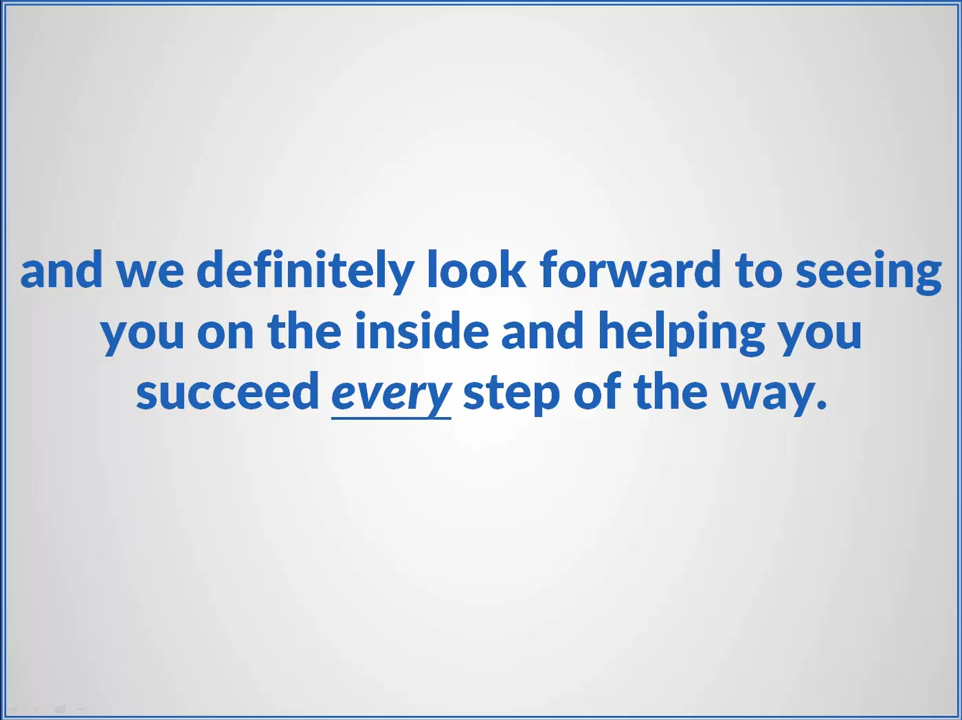 and we definitely look forward to seeing
you on the inside and helping you
succeed every step of the way.